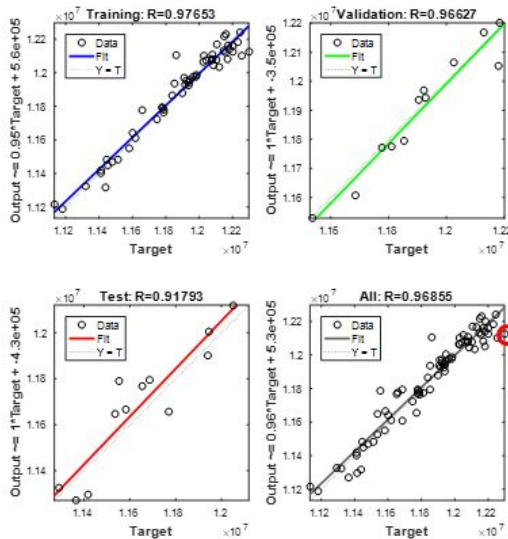 Training: R=0.97653
×10^7
Output ~= 0.95*Target + 5.6e+05
1.22
1.2
1.18
1.16
1.14
1.12
Data
Fit
Y = T
1.12 1.14 1.16 1.18 1.2 1.22
Target
×10^7
Validation: R=0.96627
×10^7
Output ~= 1*Target + -3.5e+05
1.20
1.2
1.19
1.18
1.17
1.16
Data
Fit
Y = T
1.16 1.18 1.2
Target
×10^7
Test: R=0.91793
×10^7
Output ~= 1*Target + -4.3e+05
1.2
1.18
1.16
1.14
Data
Fit
Y = T
1.14 1.16 1.18 1.2
Target
×10^7
All: R=0.96855
×10^7
Output ~= 0.96*Target + 5.3e+05
1.22
1.2
1.18
1.16
1.14
1.12
Data
Fit
Y = T
1.12 1.14 1.16 1.18 1.2 1.22
Target
×10^7